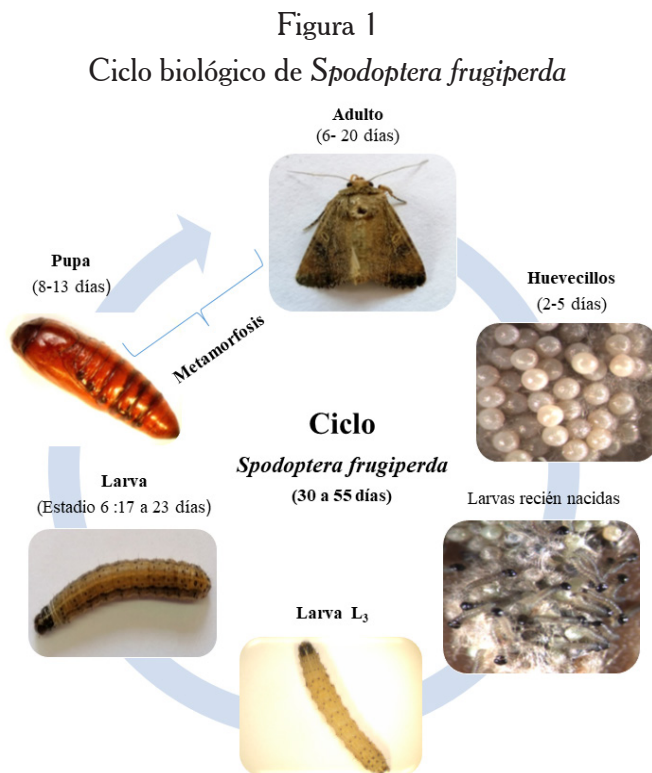 Figura 1
Ciclo biológico de Spodoptera frugiperda
Adulto
(6- 20 días)
Huevecillos
(2-5 días)
Larvas recién nacidas
Larva L₃
Larva
(Estadio 6 :17 a 23 días)
Pupa
(8-13 días)
Metamorfosis
Ciclo
Spodoptera frugiperda
(30 a 55 días)